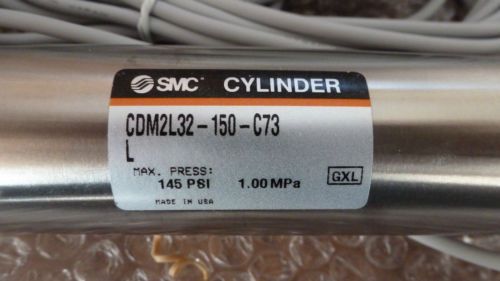 SMC CYLINDER
CDM2L32-150-C73
L
MAX. PRESS:
145 PSI 1.00 MPa GXL
MADE IN USA